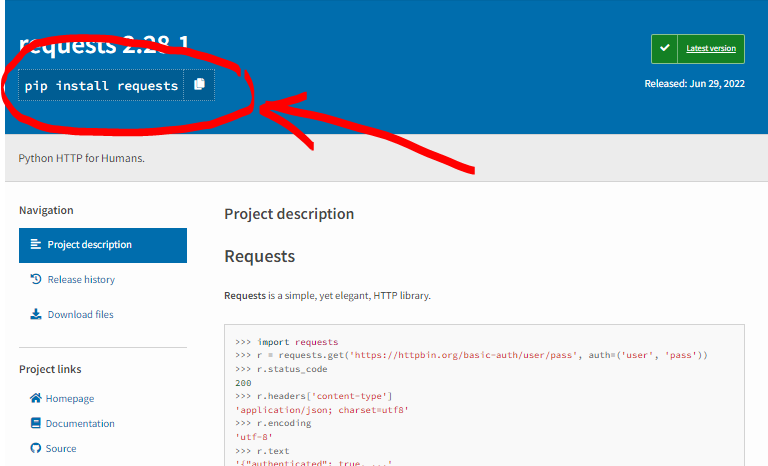 requests 2.28.1
pip install requests
Latest version
Released: Jun 29, 2022
Python HTTP for Humans.
Navigation
Project description
Release history
Download files
Project links
Homepage
Documentation
Source
Project description
Requests
Requests is a simple, yet elegant, HTTP library.
>>> import requests
>>> r = requests.get('https://httpbin.org/basic-auth/user/pass', auth=('user', 'pass'))
>>> r.status_code
200
>>> r.headers['content-type']
'application/json; charset=utf8'
>>> r.encoding
'utf-8'
>>> r.text
'{"authenticated": true, ...'